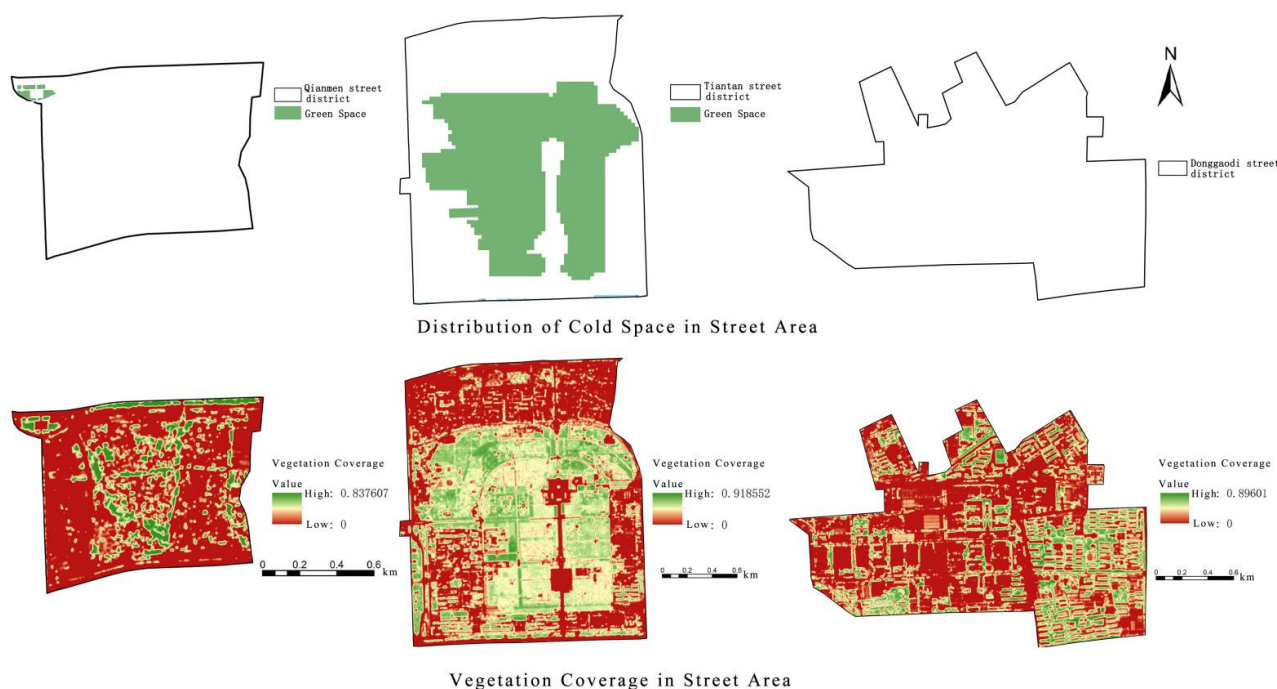 N
Qianmen street
district
Green Space
Tiantan street
district
Green Space
Donggaodi street
district
Distribution of Cold Space in Street Area
Vegetation Coverage
Value
High: 0.837607
Low: 0
0 0.2 0.4 0.6
km
Vegetation Coverage
Value
High: 0.918552
Low: 0
0 0.2 0.4 0.6
km
Vegetation Coverage
Value
High: 0.89601
Low: 0
0 0.2 0.4 0.6
km
Vegetation Coverage in Street Area